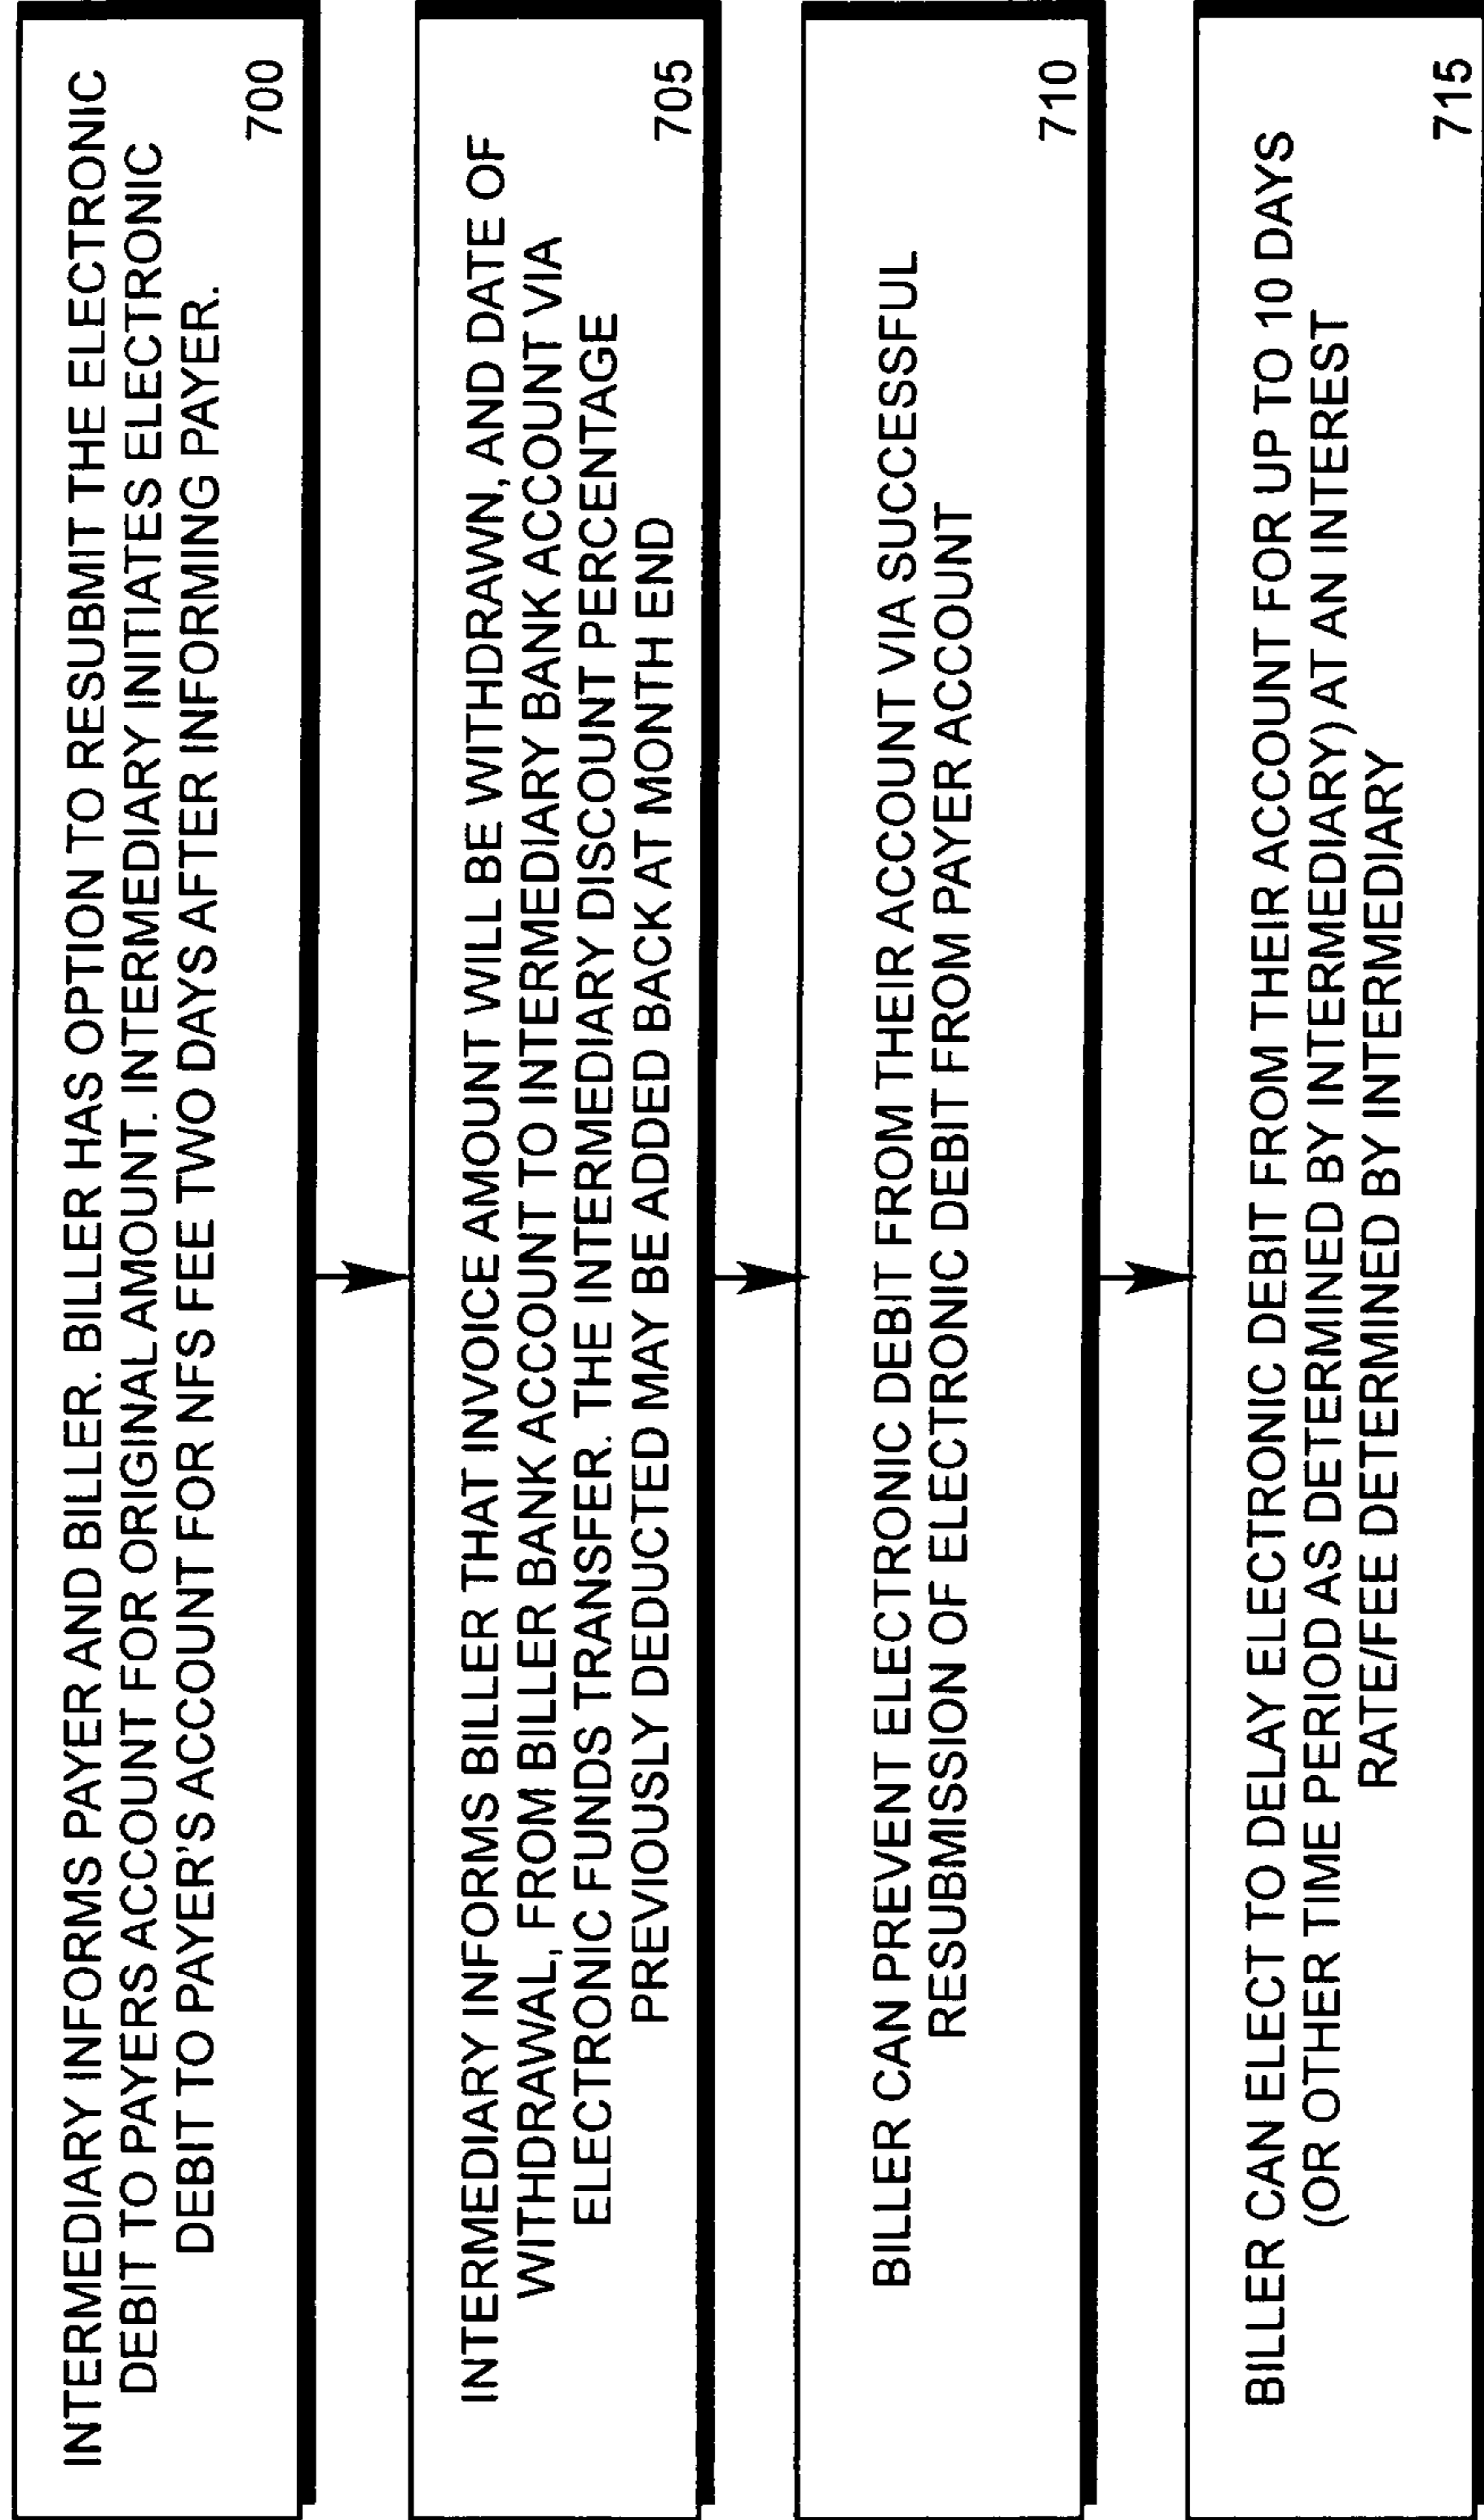 INTERMEDIARY INFORMS PAYER AND BILLER. BILLER HAS OPTION TO RESUBMIT THE ELECTRONIC
DEBIT TO PAYERS ACCOUNT FOR ORIGINAL AMOUNT. INTERMEDIARY INITIATES ELECTRONIC
DEBIT TO PAYER'S ACCOUNT FOR NFS FEE TWO DAYS AFTER INFORMING PAYER.
700
INTERMEDIARY INFORMS BILLER THAT INVOICE AMOUNT WILL BE WITHDRAWN, AND DATE OF
WITHDRAWAL, FROM BILLER BANK ACCOUNT TO INTERMEDIARY BANK ACCOUNT VIA
ELECTRONIC FUNDS TRANSFER. THE INTERMEDIARY DISCOUNT PERCENTAGE
PREVIOUSLY DEDUCTED MAY BE ADDED BACK AT MONTH END
705
BILLER CAN PREVENT ELECTRONIC DEBIT FROM THEIR ACCOUNT VIA SUCCESSFUL
RESUBMISSION OF ELECTRONIC DEBIT FROM PAYER ACCOUNT
710
BILLER CAN ELECT TO DELAY ELECTRONIC DEBIT FROM THEIR ACCOUNT FOR UP TO 10 DAYS
(OR OTHER TIME PERIOD AS DETERMINED BY INTERMEDIARY) AT AN INTEREST
RATE/FEE DETERMINED BY INTERMEDIARY
715